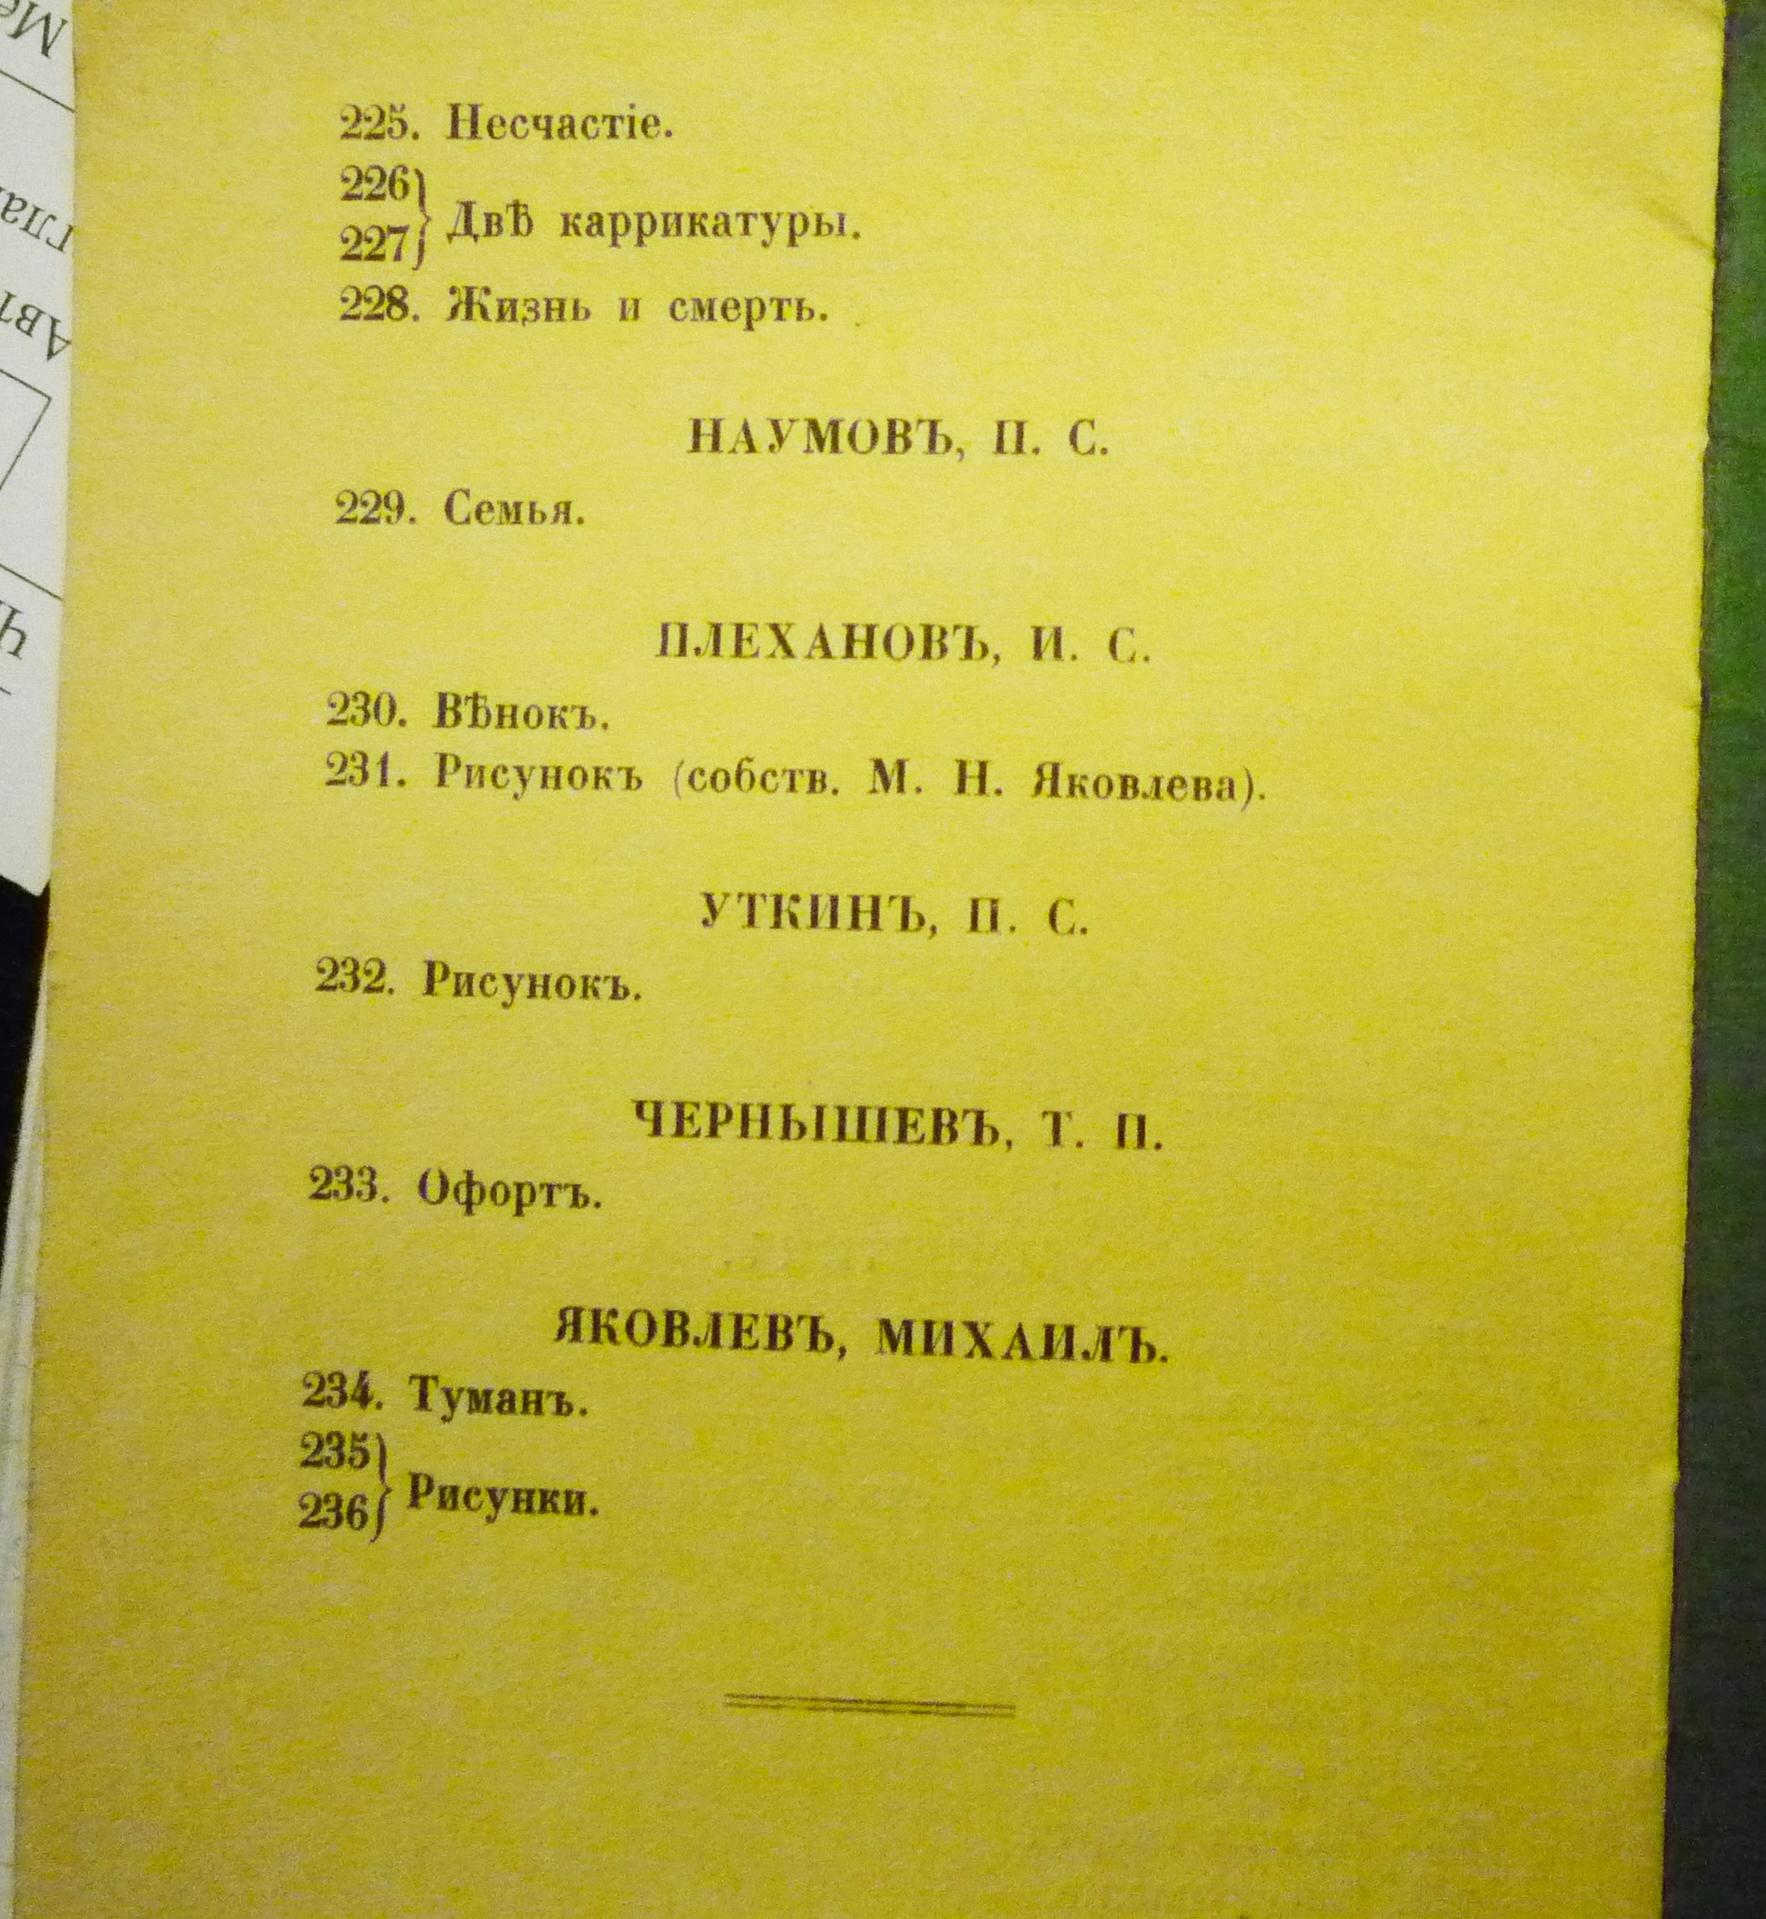 225. Несчастіе.
226
227
Двѣ каррикатуры.
228. Жизнь и смерть.
НАУМОВЪ, П. С.
229. Семья.
ПЛЕХАНОВЪ, И. С.
230. Вѣнокъ.
231. Рисунокъ (собств. М. Н. Яковлева).
УТКИНЪ, П. С.
232. Рисунокъ.
ЧЕРНЫШЕВЪ, Т. П.
233. Офортъ.
ЯКОВЛЕВЪ, МИХАИЛЪ.
234. Туманъ.
235
236
Рисунки.